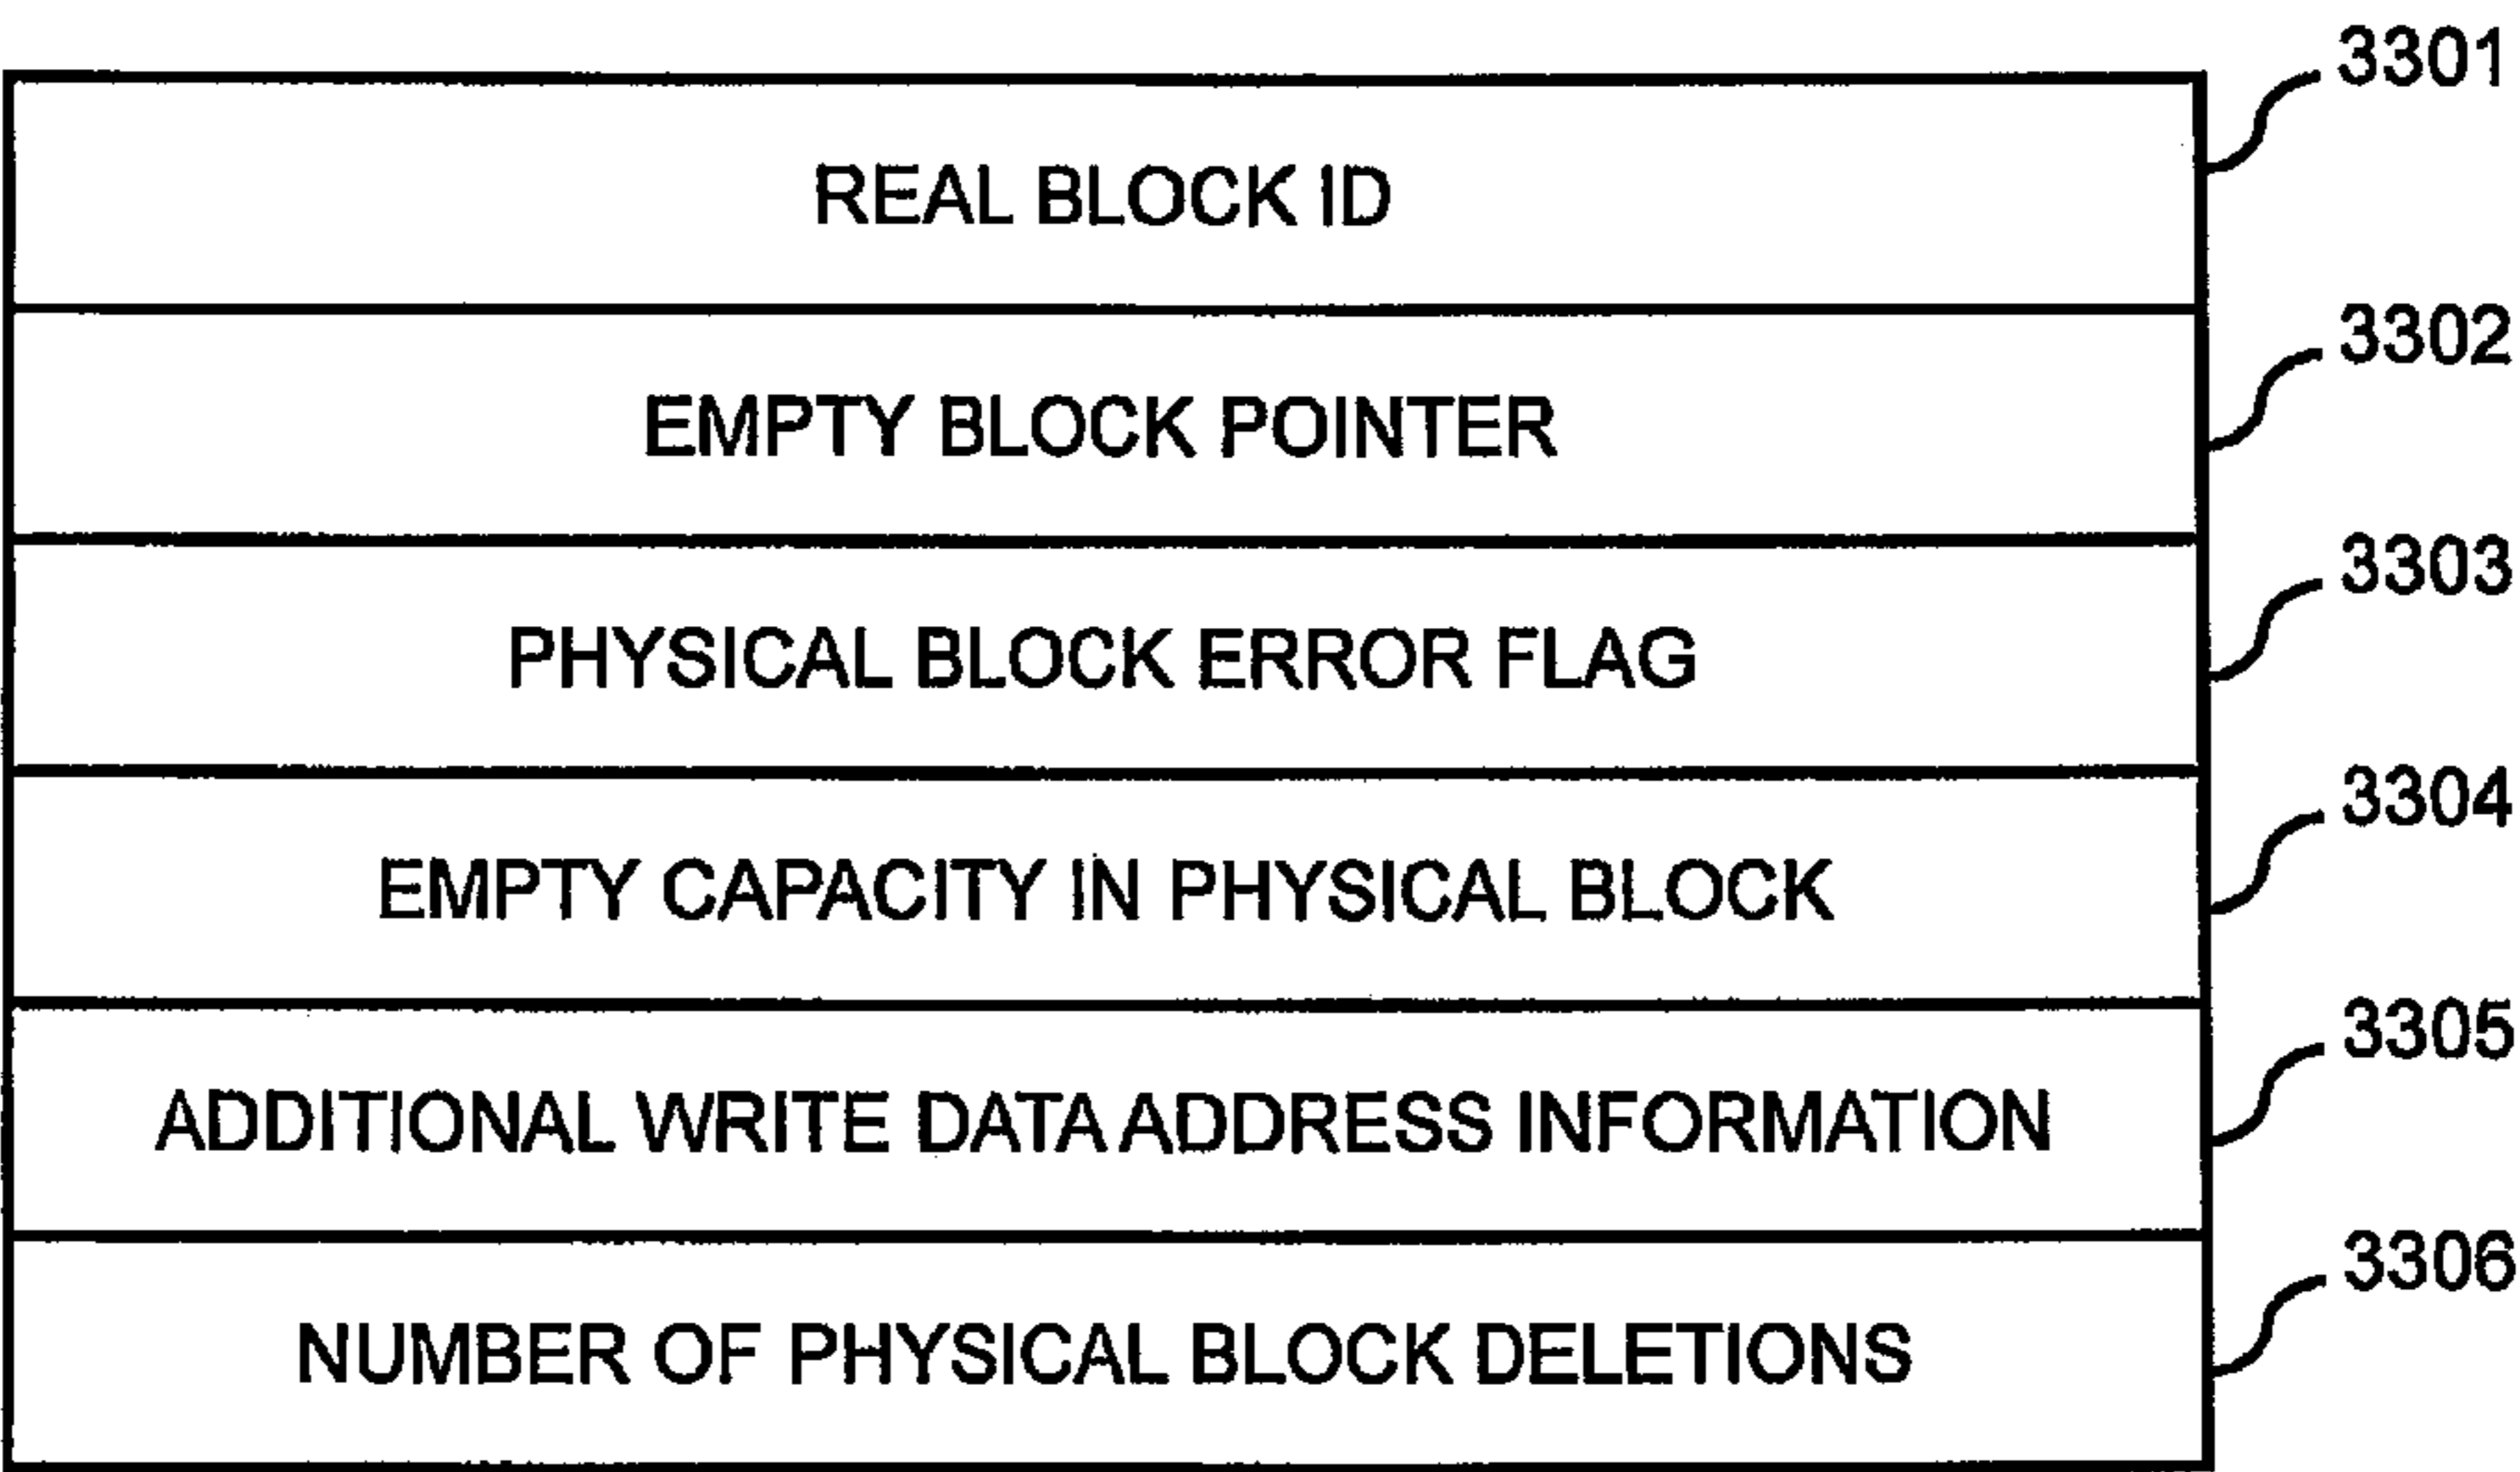 3301
REAL BLOCK ID
3302
EMPTY BLOCK POINTER
3303
PHYSICAL BLOCK ERROR FLAG
3304
EMPTY CAPACITY IN PHYSICAL BLOCK
3305
ADDITIONAL WRITE DATA ADDRESS INFORMATION
3306
NUMBER OF PHYSICAL BLOCK DELETIONS